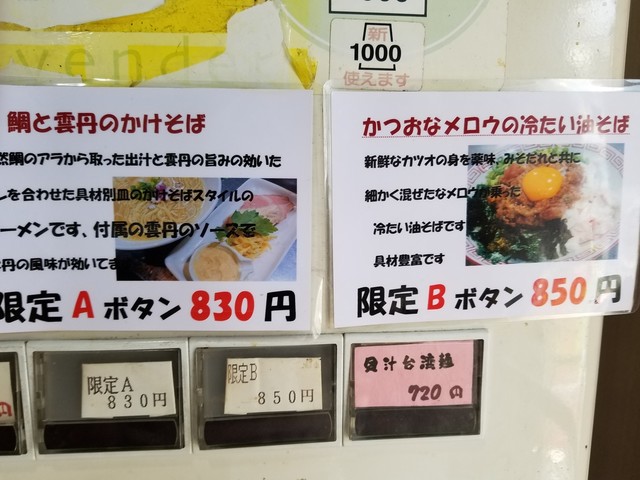 vender
新
1000
使えます
鯛と雲丹のかけそば
然鯛のアラから取った出汁と雲丹の旨みの効いた
しを合わせた具材別皿のかけそばスタイルの
ーメンです、付属の雲丹のソースで
丹の風味が効いてま
限定 A ボタン 830 円
かつおなメロウの冷たい油そば
新鮮なカツオの身を薬味、みそだれと共に
細かく混ぜたなメロウが乗った
冷たい油そばです
具材豊富です
限定 B ボタン 850 円
限定A
830円
限定B
850円
720 円